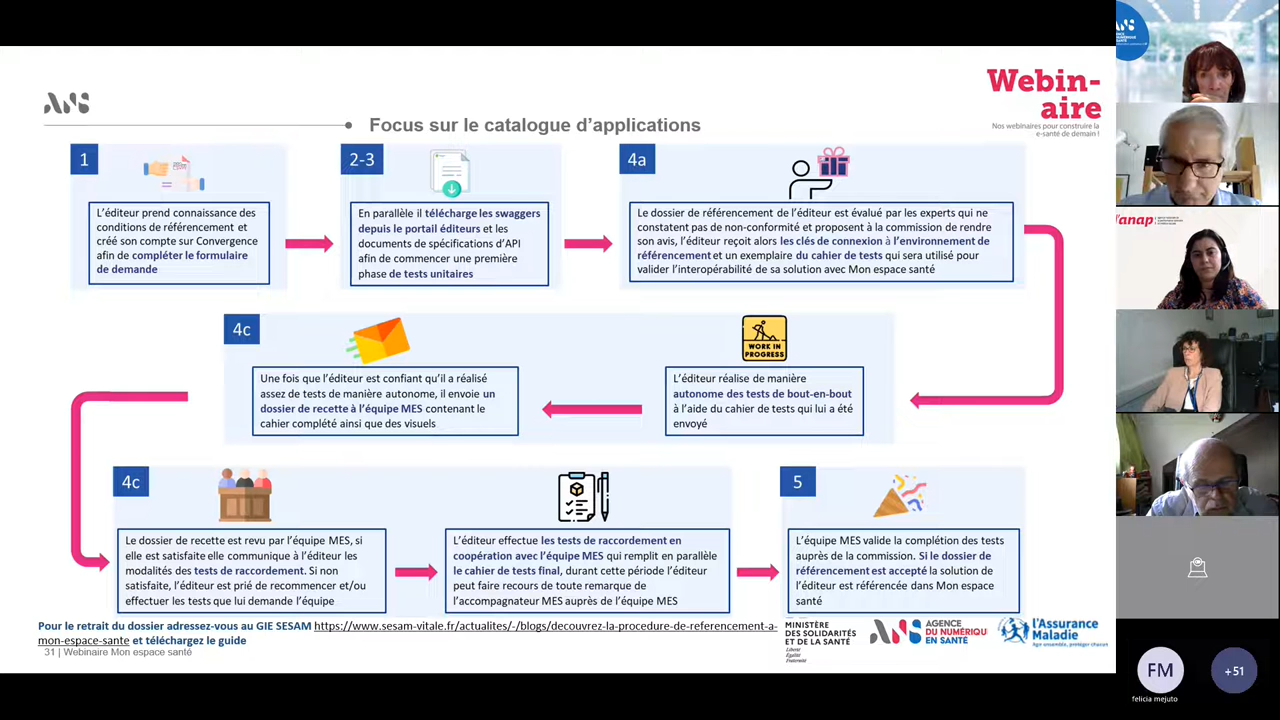 ANS
Webin-
aire
Nos webinaires pour construire la
e-santé de demain !
Focus sur le catalogue d'applications
1
L'éditeur prend connaissance des
conditions de référencement et
créé son compte sur Convergence
afin de compléter le formulaire
de demande
2-3
En parallèle il télécharge les swaggers
depuis le portail éditeurs et les
documents de spécifications d'API
afin de commencer une première
phase de tests unitaires
4a
Le dossier de référencement de l'éditeur est évalué par les experts qui ne
constatent pas de non-conformité et proposent à la commission de rendre
son avis, l'éditeur reçoit alors les clés de connexion à l'environnement de
référencement et un exemplaire du cahier de tests qui sera utilisé pour
valider l'interopérabilité de sa solution avec Mon espace santé
WORK IN
PROGRESS
L'éditeur réalise de manière
autonome des tests de bout-en-bout
à l'aide du cahier de tests qui lui a été
envoyé
4c
Une fois que l'éditeur est confiant qu'il a réalisé
assez de tests de manière autonome, il envoie un
dossier de recette à l'équipe MES contenant le
cahier complété ainsi que des visuels
4c
Le dossier de recette est revu par l'équipe MES, si
elle est satisfaite elle communique à l'éditeur les
modalités des tests de raccordement. Si non
satisfaite, l'éditeur est prié de recommencer et/ou
effectuer les tests que lui demande l'équipe
L'éditeur effectue les tests de raccordement en
coopération avec l'équipe MES qui remplit en parallèle
le cahier de tests final, durant cette période l'éditeur
peut faire recours de toute remarque de
l'accompagnateur MES auprès de l'équipe MES
5
L'équipe MES valide la complétion des tests
auprès de la commission. Si le dossier de
référencement est accepté la solution de
l'éditeur est référencée dans Mon espace
santé
Pour le retrait du dossier adressez-vous au GIE SESAM https://www.sesam-vitale.fr/actualites/-/blogs/decouvrez-la-procedure-de-referencement-a-
mon-espace-sante et téléchargez le guide
31 | Webinaire Mon espace santé
MINISTÈRE
DES SOLIDARITÉS
ET DE LA SANTÉ
Liberté
Égalité
Fraternité
ANS
AGENCE
DU NUMÉRIQU
EN SANTÉ
l'Assurance
Maladie
Agir ensemble, protéger chacun
ANS
l'anap
FM
felicia mejuto
+51